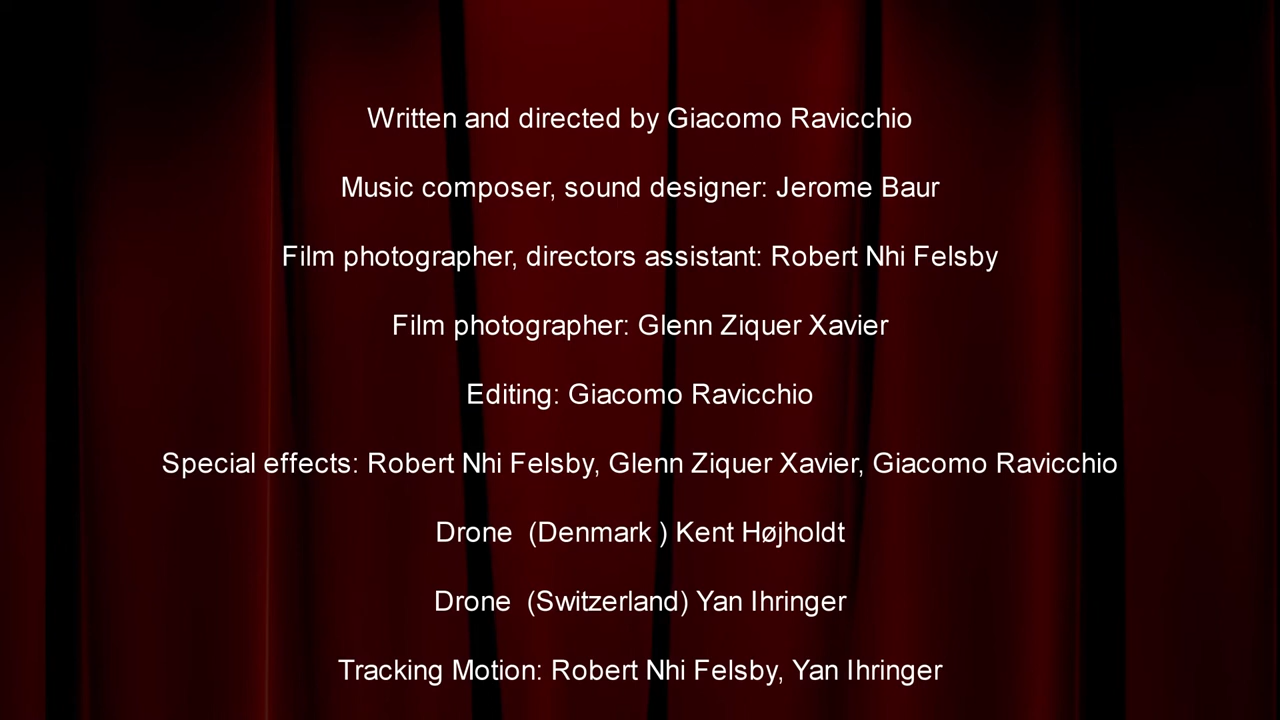 Written and directed by Giacomo Ravicchio
Music composer, sound designer: Jerome Baur
Film photographer, directors assistant: Robert Nhi Felsby
Film photographer: Glenn Ziquer Xavier
Editing: Giacomo Ravicchio
Special effects: Robert Nhi Felsby, Glenn Ziquer Xavier, Giacomo Ravicchio
Drone  (Denmark ) Kent Højholdt
Drone  (Switzerland) Yan Ihringer
Tracking Motion: Robert Nhi Felsby, Yan Ihringer